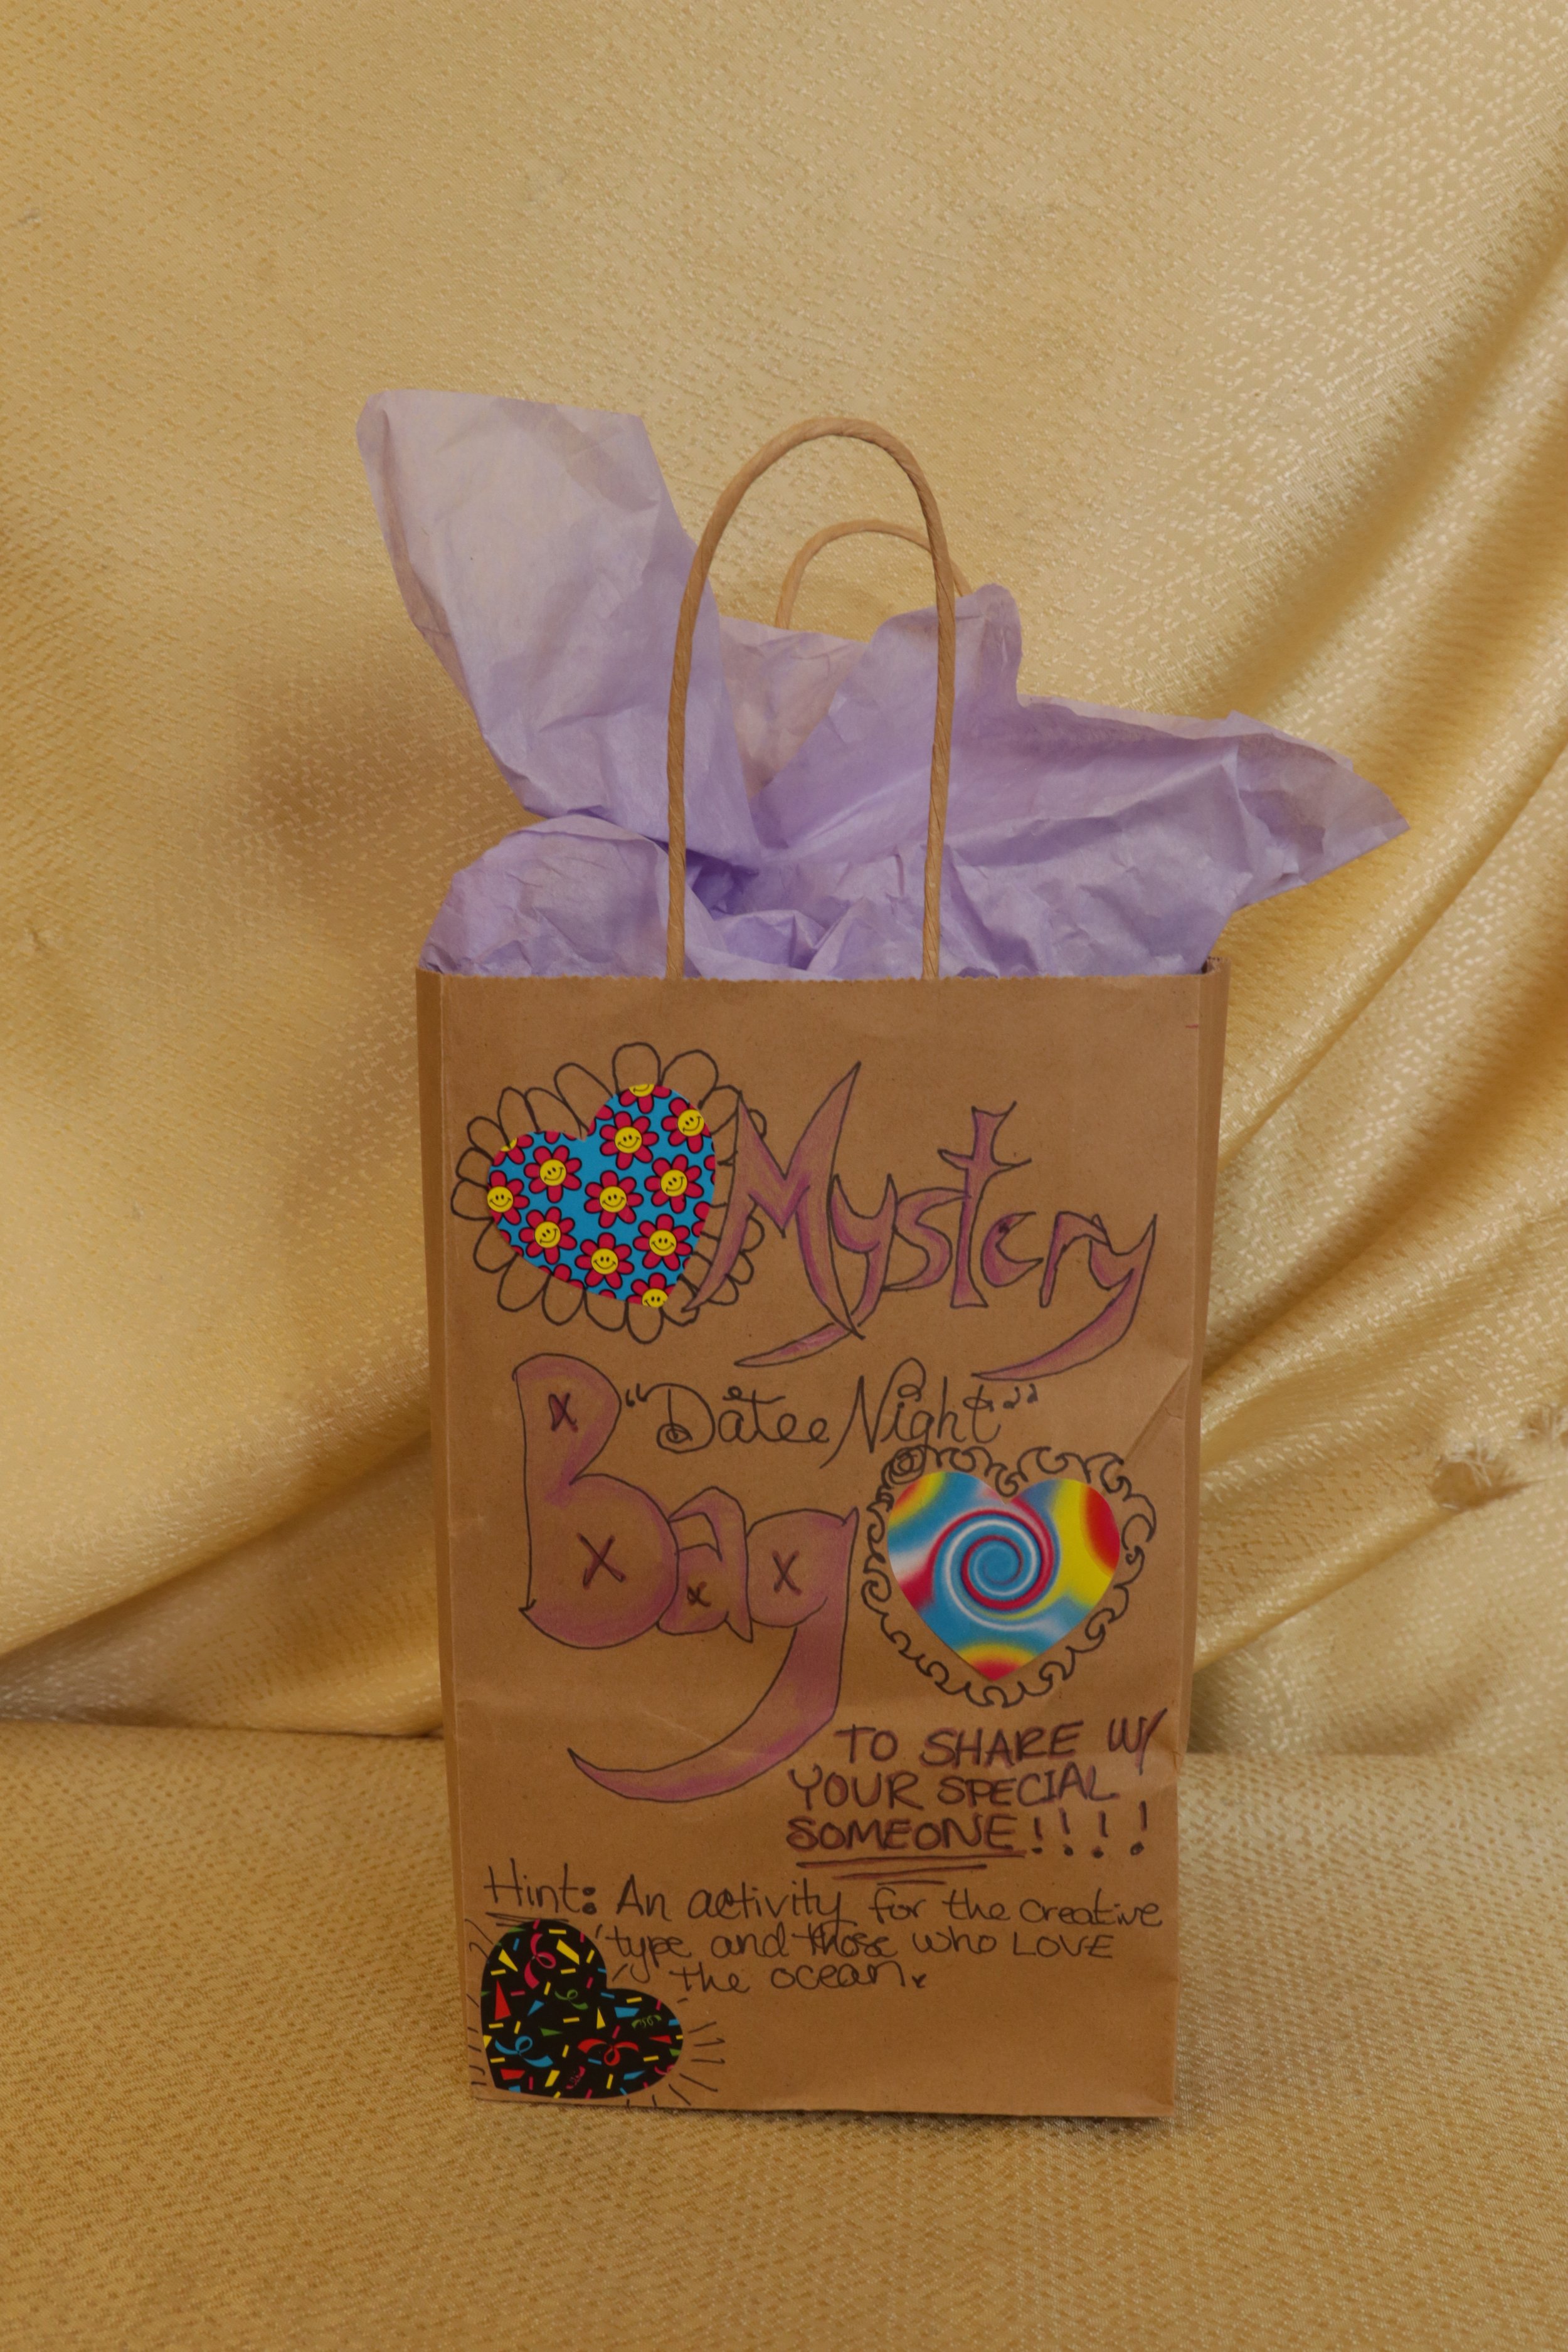 Mystery
"Datee Night"
Bag
TO SHARE W/
YOUR SPECIAL
SOMEONE!!!!
Hint: An activity for the creative
type and those who LOVE
the ocean.